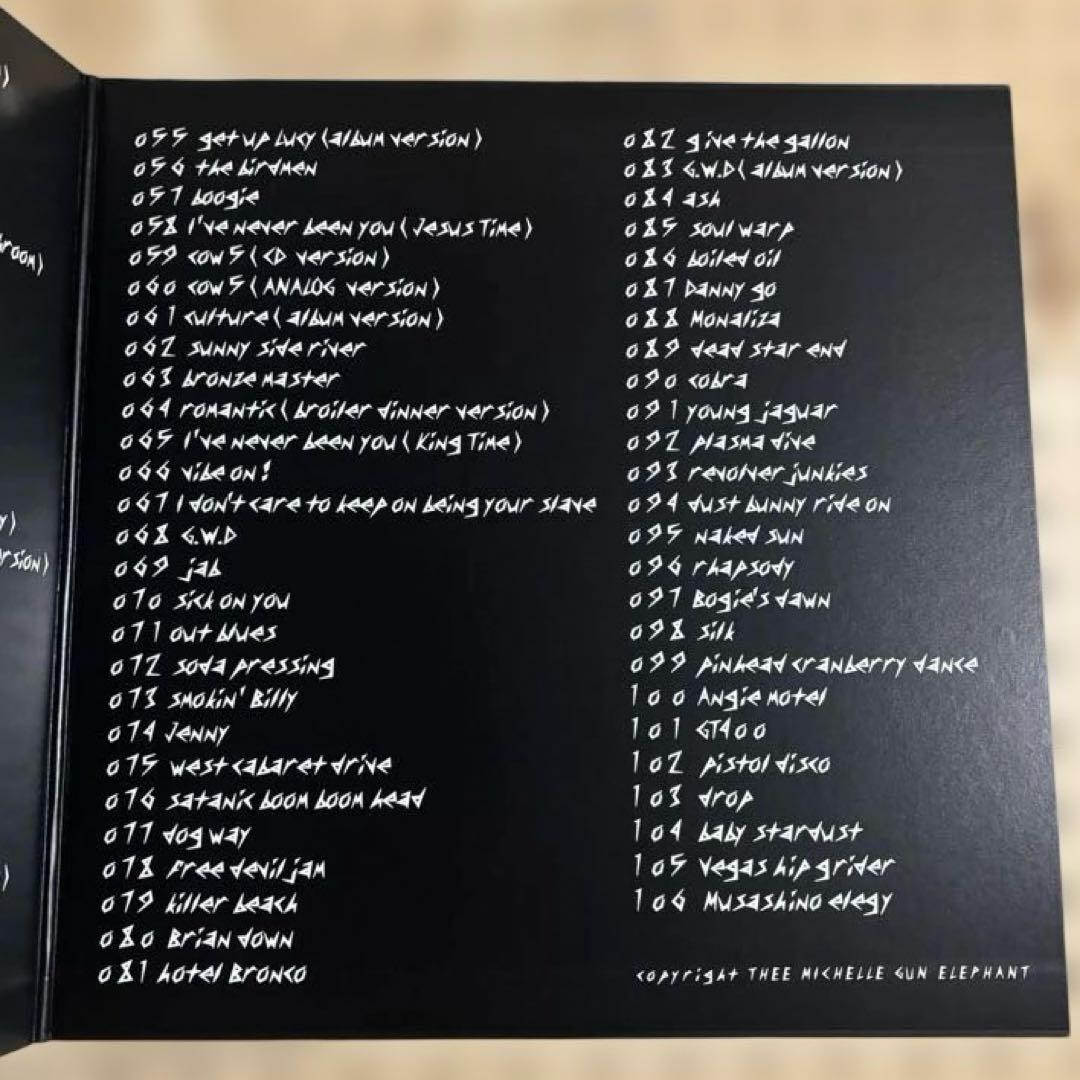 )
room)
y)
rsion)
)
055 get up Lucy (album version)
056 the birdmen
057 boogie
058 I've never been you (Jesus Time)
059 cow 5 (CD version)
060 cow 5 (ANALOG version)
061 culture (album version)
062 sunny side river
063 bronze master
064 romantic (broiler dinner version)
065 I've never been you (King Time)
066 vibe on!
067 I don't care to keep on being your slave
068 G.W.D
069 jab
070 sick on you
071 out blues
072 soda pressing
073 smokin' Billy
074 Jenny
075 west cabaret drive
076 satanic boom boom head
077 dog way
078 free devil jam
079 killer beach
080 Brian down
081 hotel Bronco
082 give the gallon
083 G.W.D (album version)
084 ash
085 soul warp
086 boiled oil
087 Danny go
088 Monaliza
089 dead star end
090 cobra
091 young jaguar
092 plasma dive
093 revolver junkies
094 dust bunny ride on
095 naked sun
096 rhapsody
097 Bogie's dawn
098 silk
099 pinhead cranberry dance
100 Angie motel
101 GT400
102 pistol disco
103 drop
104 baby stardust
105 vegas hip grider
106 Musashino elegy
copyright THEE MICHELLE GUN ELEPHANT